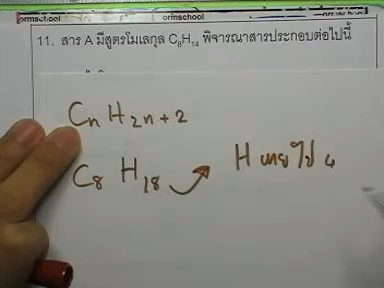 ormschool ormschool ormschool
11. สาร A มีสูตรโมเลกุล C₈H₁₄ พิจารณาสารประกอบต่อไปนี้
CₙH₂ₙ₊₂
C₈H₁₈ H หายไป 4